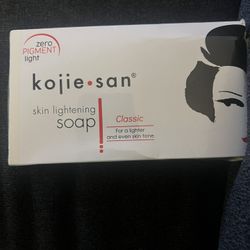 zero
PIGMENT
light
kojie•san®
skin lightening
soap
Classic
For a lighter
and even skin tone